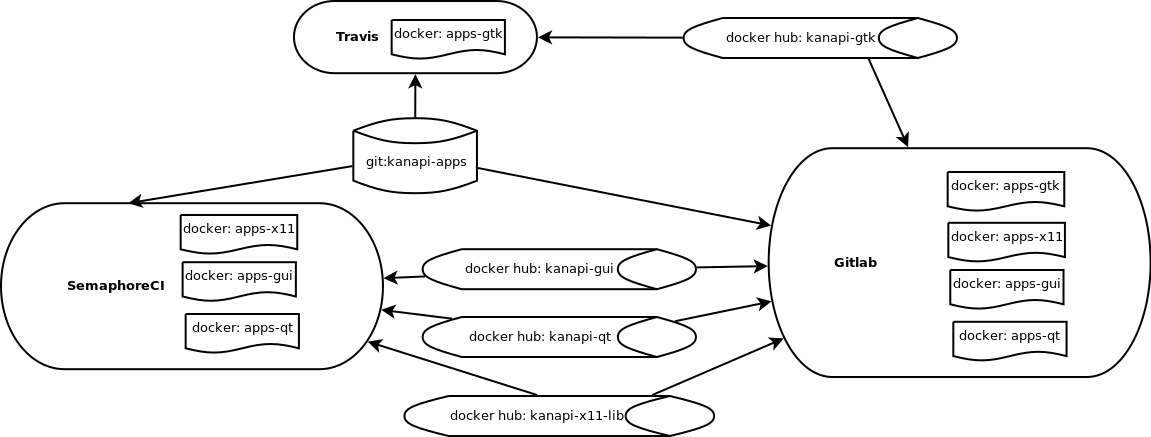 Travis
docker: apps-gtk
docker hub: kanapi-gtk
git:kanapi-apps
SemaphoreCI
docker: apps-x11
docker: apps-gui
docker: apps-qt
docker hub: kanapi-gui
docker hub: kanapi-qt
docker hub: kanapi-x11-lib
Gitlab
docker: apps-gtk
docker: apps-x11
docker: apps-gui
docker: apps-qt